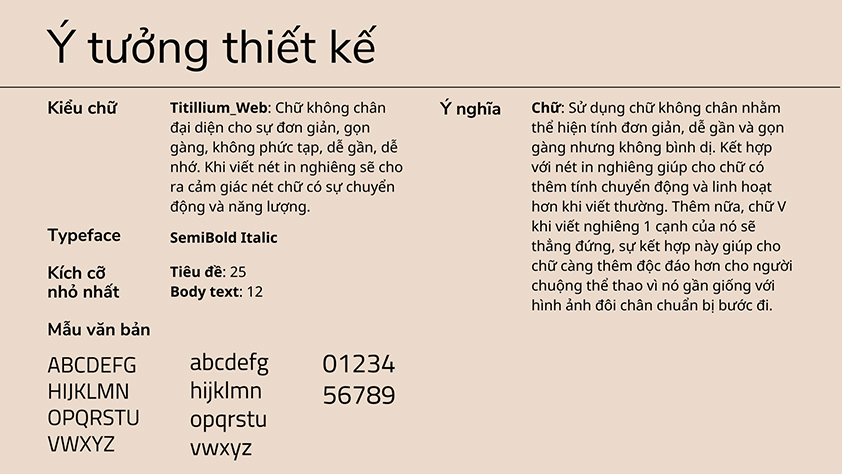 Ý tưởng thiết kế
Kiểu chữ
Titillium_Web: Chữ không chân
đại diện cho sự đơn giản, gọn
gàng, không phức tạp, dễ gần, dễ
nhớ. Khi viết nét in nghiêng sẽ cho
ra cảm giác nét chữ có sự chuyển
động và năng lượng.
Typeface
SemiBold Italic
Kích cỡ
nhỏ nhất
Tiêu đề: 25
Body text: 12
Mẫu văn bản
ABCDEFG
HIJKLMN
OPQRSTU
VWXYZ
abcdefg
hijklmn
opqrstu
vwxyz
01234
56789
Ý nghĩa
Chữ: Sử dụng chữ không chân nhằm
thể hiện tính đơn giản, dễ gần và gọn
gàng nhưng không bình dị. Kết hợp
với nét in nghiêng giúp cho chữ có
thêm tính chuyển động và linh hoạt
hơn khi viết thường. Thêm nữa, chữ V
khi viết nghiêng 1 cạnh của nó sẽ
thẳng đứng, sự kết hợp này giúp cho
chữ càng thêm độc đáo hơn cho người
chuộng thể thao vì nó gần giống với
hình ảnh đôi chân chuẩn bị bước đi.